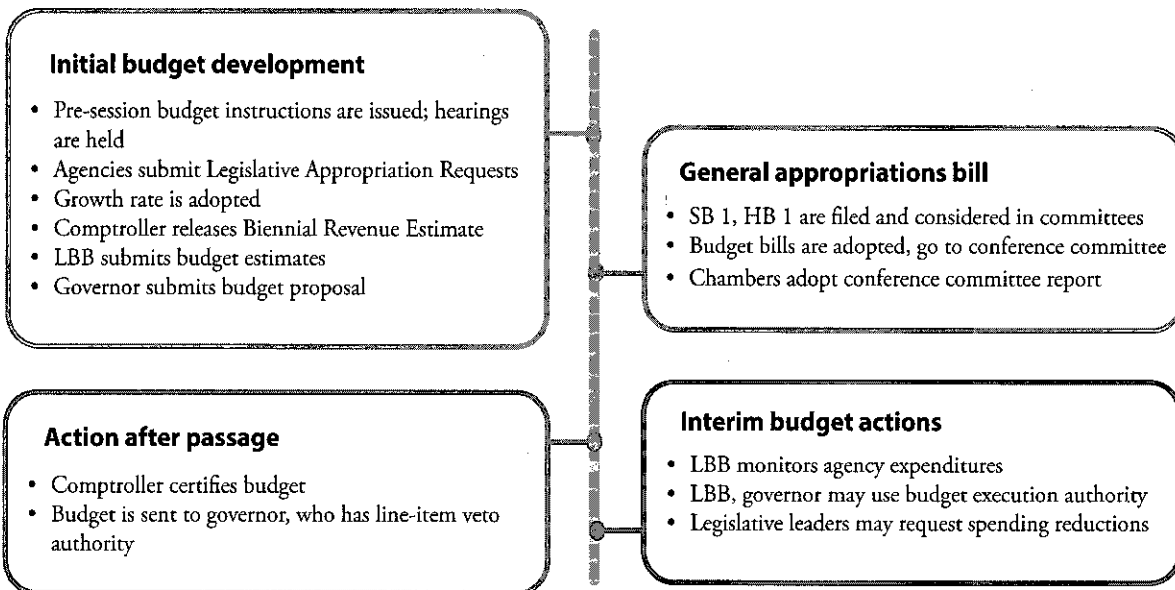 Initial budget development
• Pre-session budget instructions are issued; hearings
are held
• Agencies submit Legislative Appropriation Requests
• Growth rate is adopted
• Comptroller releases Biennial Revenue Estimate
• LBB submits budget estimates
• Governor submits budget proposal
General appropriations bill
• SB 1, HB 1 are filed and considered in committees
• Budget bills are adopted, go to conference committee
• Chambers adopt conference committee report
Action after passage
• Comptroller certifies budget
• Budget is sent to governor, who has line-item veto
authority
Interim budget actions
• LBB monitors agency expenditures
• LBB, governor may use budget execution authority
• Legislative leaders may request spending reductions